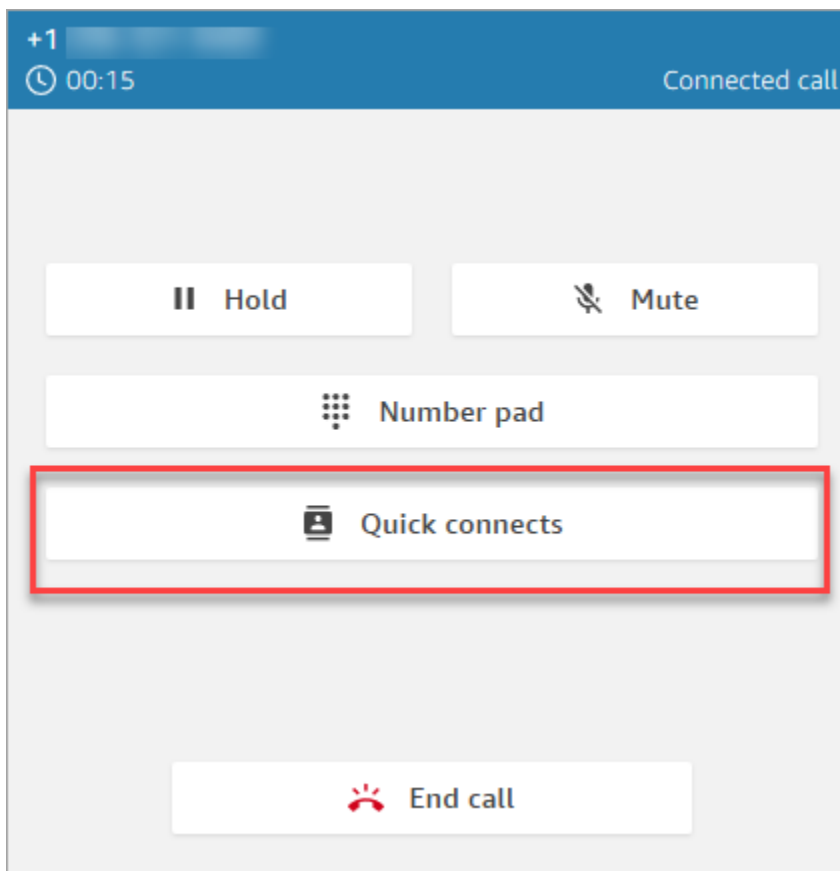 +1
00:15
Connected call
Hold
Mute
Number pad
Quick connects
End call